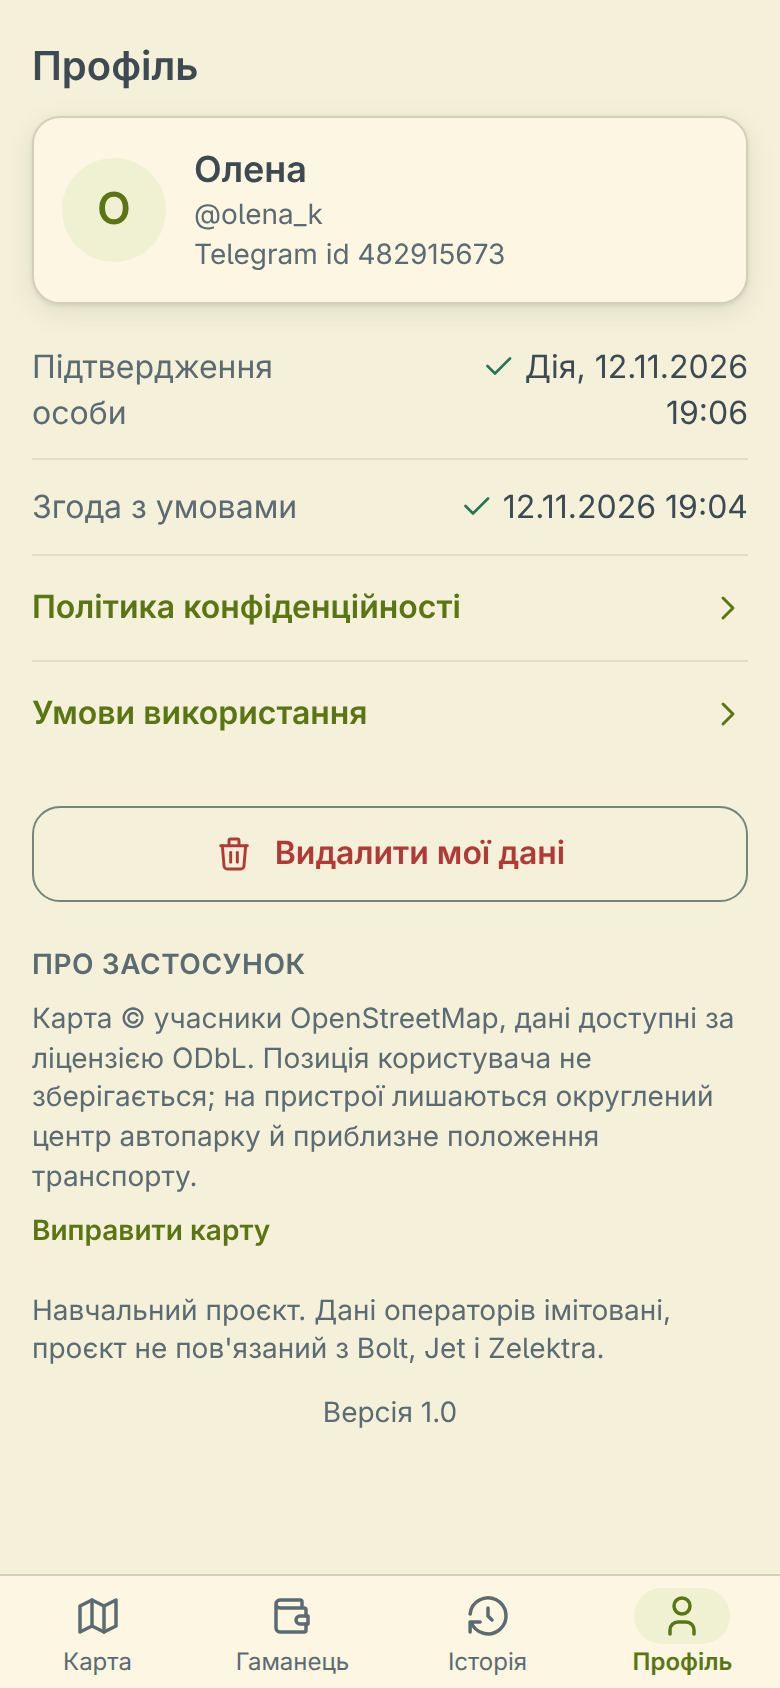 Профіль
О
Олена
@olena_k
Telegram id 482915673
Підтвердження
особи
Дія, 12.11.2026
19:06
Згода з умовами
12.11.2026 19:04
Політика конфіденційності
Умови використання
Видалити мої дані
ПРО ЗАСТОСУНОК
Карта © учасники OpenStreetMap, дані доступні за
ліцензією ODbL. Позиція користувача не
зберігається; на пристрої лишаються округлений
центр автопарку й приблизне положення
транспорту.
Виправити карту
Навчальний проєкт. Дані операторів імітовані,
проєкт не пов'язаний з Bolt, Jet і Zelektra.
Версія 1.0
Карта
Гаманець
Історія
Профіль